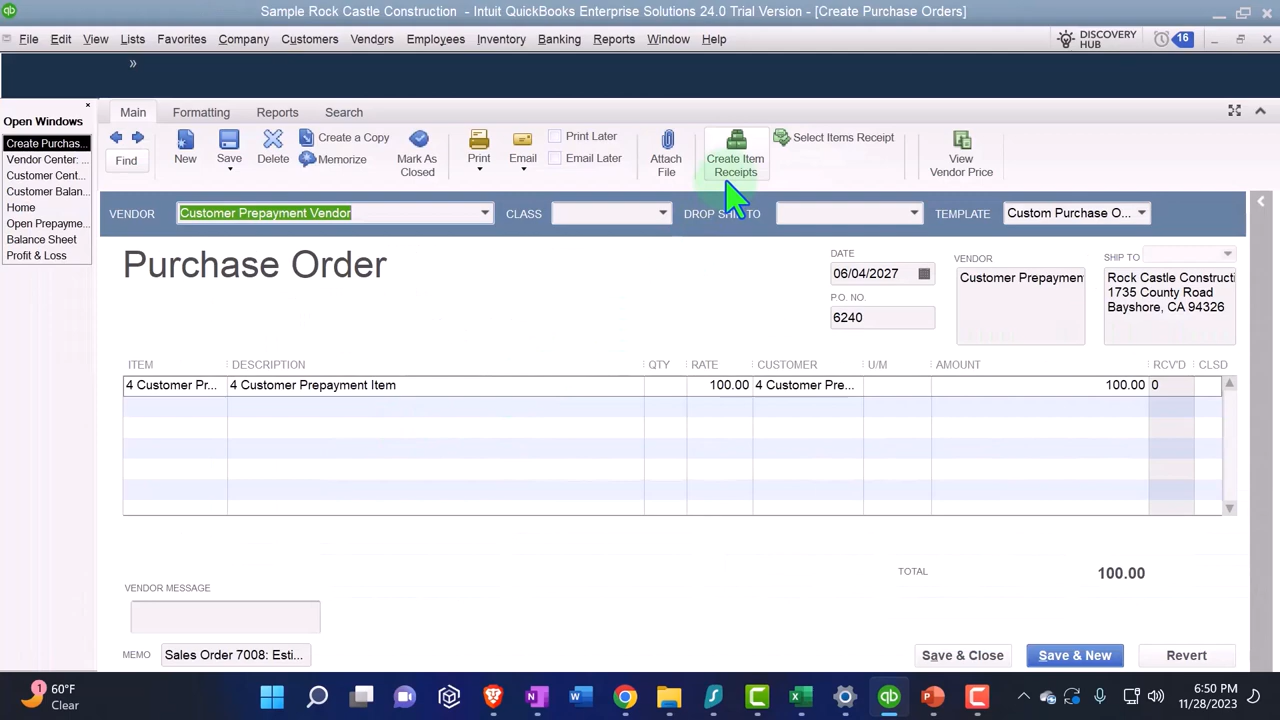 Sample Rock Castle Construction - Intuit QuickBooks Enterprise Solutions 24.0 Trial Version - [Create Purchase Orders]
File Edit View Lists Favorites Company Customers Vendors Employees Inventory Banking Reports Window Help
DISCOVERY HUB 16
»
Open Windows
Create Purchas...
Vendor Center: ...
Customer Cent...
Customer Balan...
Home
Open Prepayme...
Balance Sheet
Profit & Loss
Main Formatting Reports Search
Find
New
Save
Delete
Create a Copy
Memorize
Mark As Closed
Print
Email
Print Later
Email Later
Attach File
Create Item Receipts
Select Items Receipt
View Vendor Price
VENDOR Customer Prepayment Vendor CLASS DROP SHIP TO TEMPLATE Custom Purchase O...
Purchase Order
DATE
06/04/2027
P.O. NO.
6240
VENDOR
Customer Prepaymen
SHIP TO
Rock Castle Constructi
1735 County Road
Bayshore, CA 94326
ITEM DESCRIPTION QTY RATE CUSTOMER U/M AMOUNT RCV'D CLSD
4 Customer Pr... 4 Customer Prepayment Item 100.00 4 Customer Pre... 100.00 0
TOTAL 100.00
VENDOR MESSAGE
MEMO Sales Order 7008: Esti...
Save & Close Save & New Revert
1
60°F
Clear
6:50 PM
11/28/2023